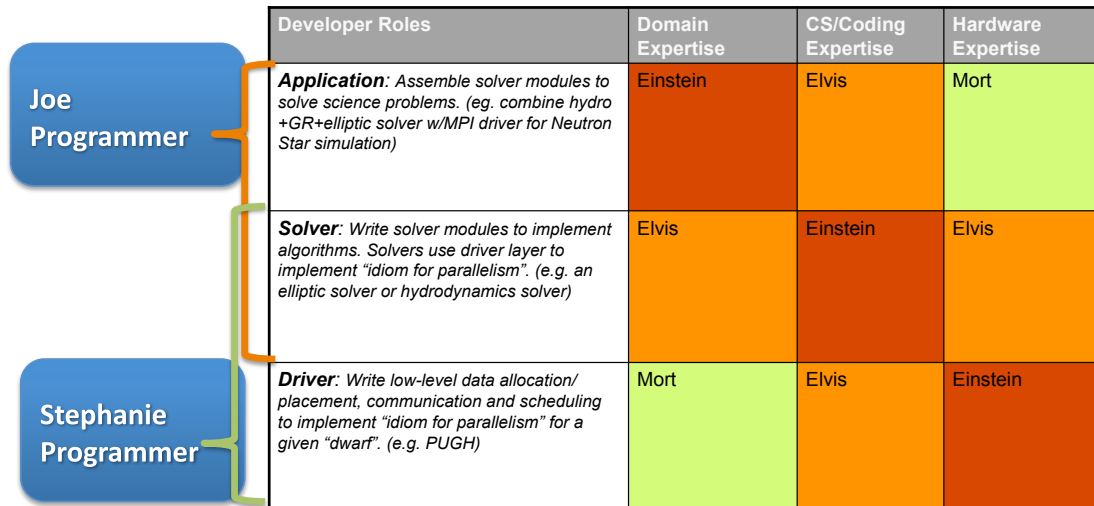 Developer Roles
Domain
Expertise
CS/Coding
Expertise
Hardware
Expertise
Joe
Programmer
Application: Assemble solver modules to
solve science problems. (eg. combine hydro
+GR+elliptic solver w/MPI driver for Neutron
Star simulation)
Einstein
Elvis
Mort
Solver: Write solver modules to implement
algorithms. Solvers use driver layer to
implement “idiom for parallelism”. (e.g. an
elliptic solver or hydrodynamics solver)
Elvis
Einstein
Elvis
Stephanie
Programmer
Driver: Write low-level data allocation/
placement, communication and scheduling
to implement “idiom for parallelism” for a
given “dwarf”. (e.g. PUGH)
Mort
Elvis
Einstein